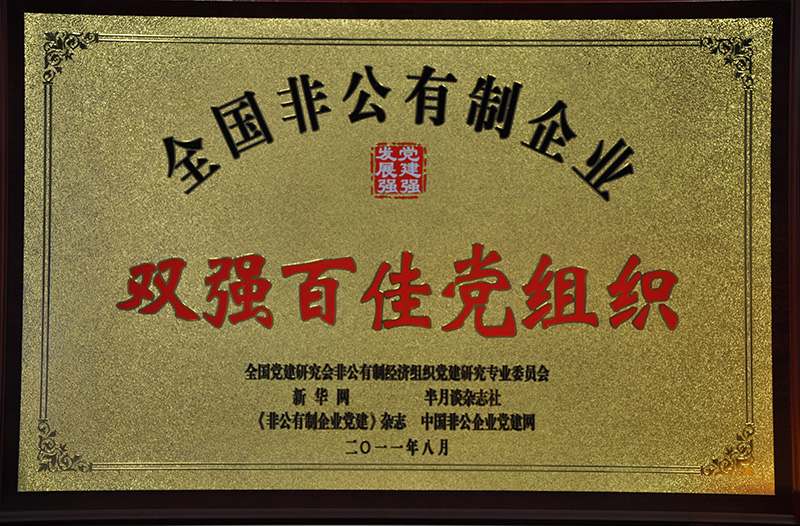 全国非公有制企业
党建强
发展强
双强百佳党组织
全国党建研究会非公有制经济组织党建研究专业委员会
新华网 半月谈杂志社
《非公有制企业党建》杂志 中国非公企业党建网
二〇一一年八月